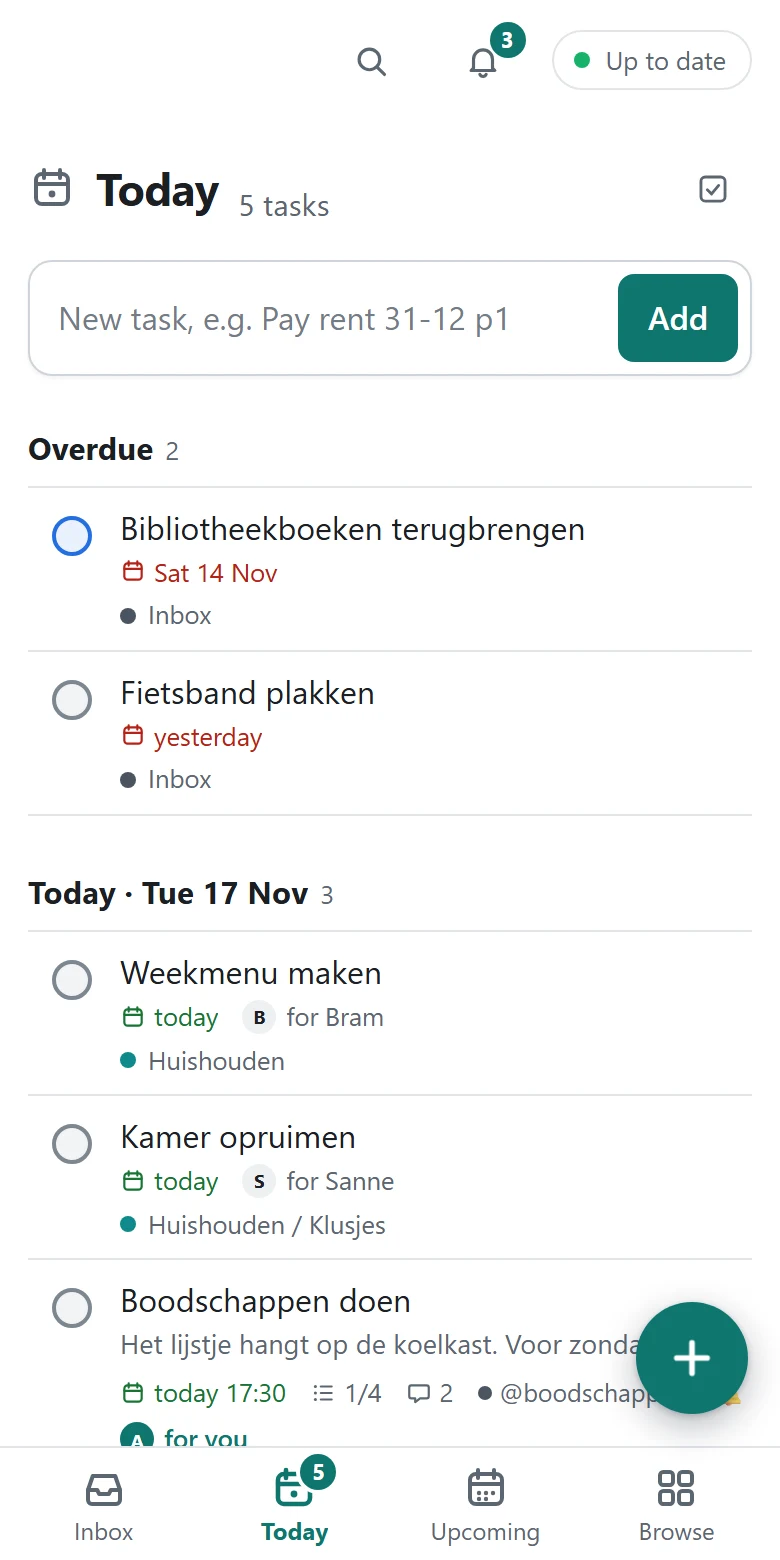 3
Up to date
Today 5 tasks
New task, e.g. Pay rent 31-12 p1
Add
Overdue 2
Bibliotheekboeken terugbrengen
Sat 14 Nov
Inbox
Fietsband plakken
yesterday
Inbox
Today · Tue 17 Nov 3
Weekmenu maken
today B for Bram
Huishouden
Kamer opruimen
today S for Sanne
Huishouden / Klusjes
Boodschappen doen
Het lijstje hangt op de koelkast. Voor
today 17:30 1/4 2
A for you
5
Inbox Today Upcoming Browse